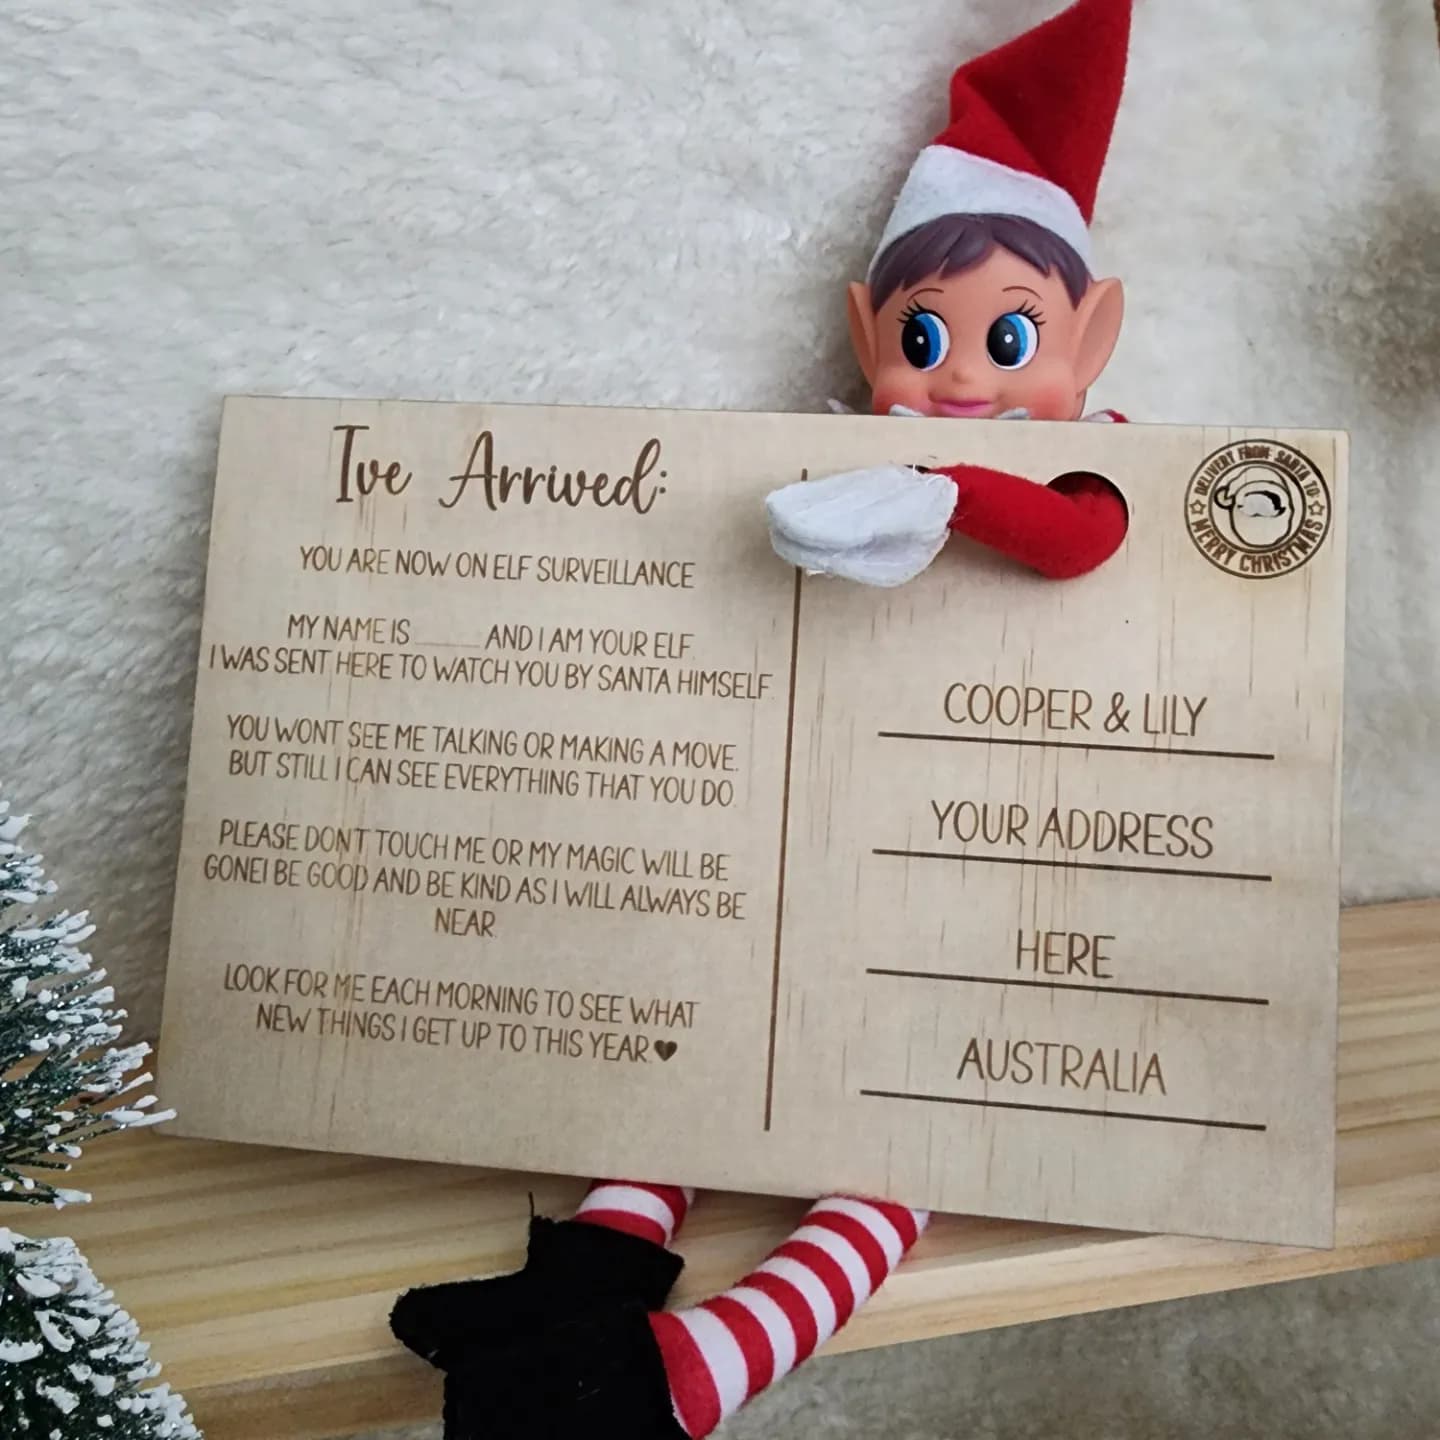 Ive Arrived:
YOU ARE NOW ON ELF SURVEILLANCE
MY NAME IS ______ AND I AM YOUR ELF.
I WAS SENT HERE TO WATCH YOU BY SANTA HIMSELF.
YOU WONT SEE ME TALKING OR MAKING A MOVE.
BUT STILL I CAN SEE EVERYTHING THAT YOU DO.
PLEASE DON'T TOUCH ME OR MY MAGIC WILL BE
GONE! BE GOOD AND BE KIND AS I WILL ALWAYS BE
NEAR.
LOOK FOR ME EACH MORNING TO SEE WHAT
NEW THINGS I GET UP TO THIS YEAR.♥
DELIVERY FROM SANTA TO:
MERRY CHRISTMAS
COOPER & LILY
YOUR ADDRESS
HERE
AUSTRALIA